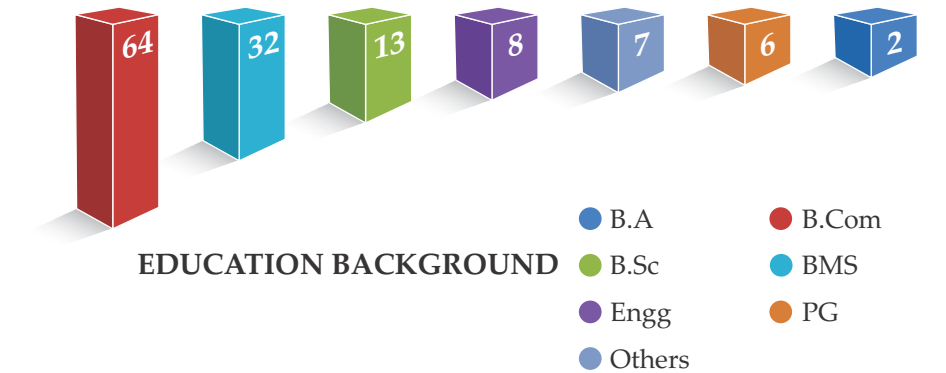 64 32 13 8 7 6 2
B.A B.Com
EDUCATION BACKGROUND B.Sc BMS
Engg PG
Others